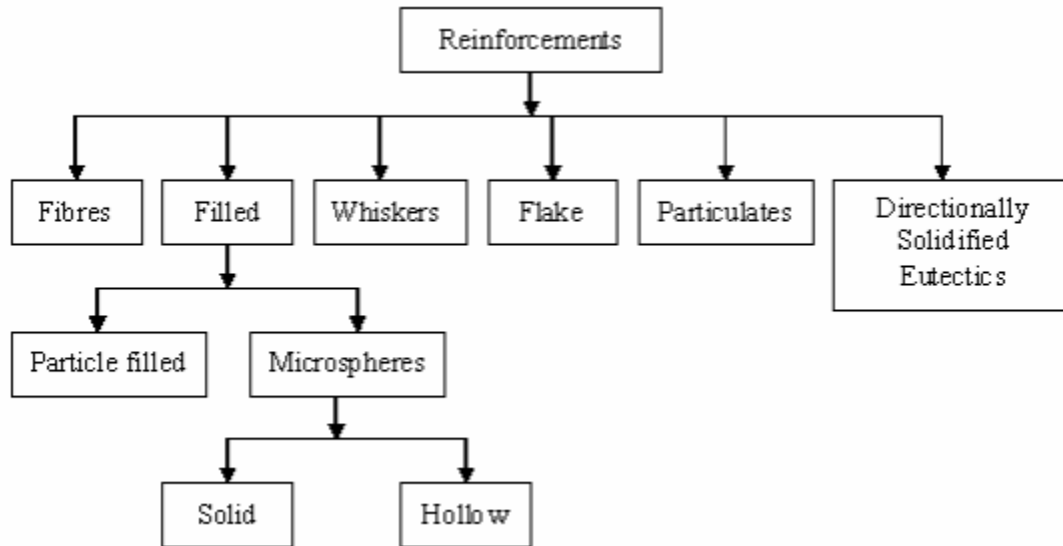 Reinforcements
Fibres
Filled
Whiskers
Flake
Particulates
Directionally
Solidified
Eutectics
Particle filled
Microspheres
Solid
Hollow